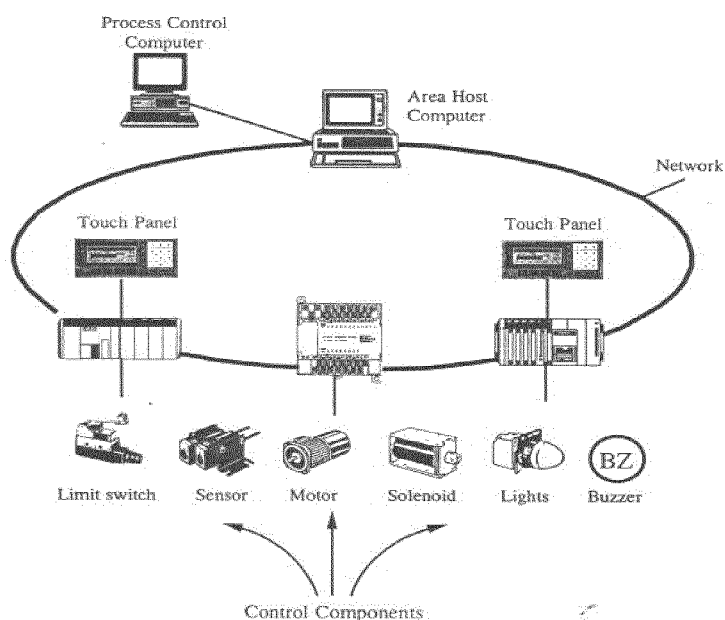 Process Control
Computer
Area Host
Computer
Network
Touch Panel
Touch Panel
Limit switch
Sensor
Motor
Solenoid
Lights
BZ
Buzzer
Control Components